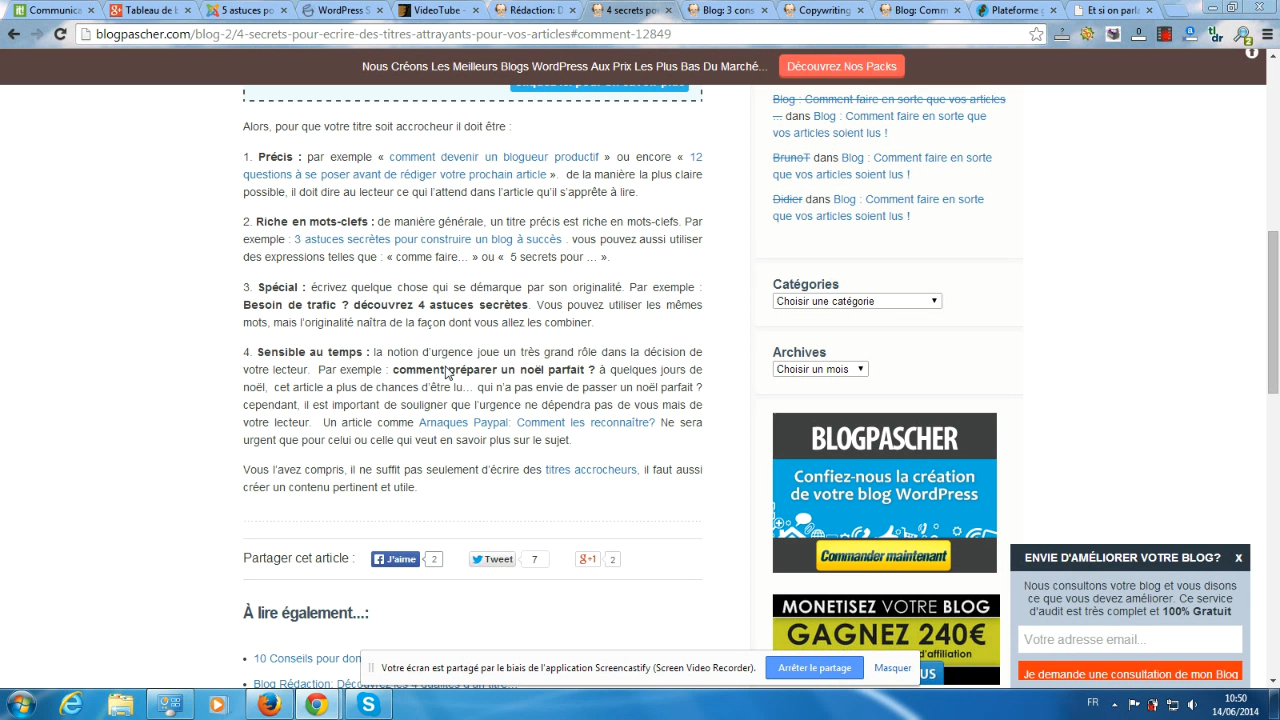 Communica
Tableau de b
5 astuces po
WordPress S
VideoTube -
Rédaction: D
4 secrets po
Blog: 3 cons
Copywriting
Blog: Comm
Plateforme g
Et si on parla
blogpascher.com/blog-2/4-secrets-pour-ecrire-des-titres-attrayants-pour-vos-articles#comment-12849
Nous Créons Les Meilleurs Blogs WordPress Aux Prix Les Plus Bas Du Marché... Découvrez Nos Packs
Alors, pour que votre titre soit accrocheur il doit être :
1. Précis : par exemple « comment devenir un blogueur productif » ou encore « 12
questions à se poser avant de rédiger votre prochain article ». de la manière la plus claire
possible, il doit dire au lecteur ce qui l'attend dans l'article qu'il s'apprête à lire.
2. Riche en mots-clefs : de manière générale, un titre précis est riche en mots-clefs. Par
exemple : 3 astuces secrètes pour construire un blog à succès . vous pouvez aussi utiliser
des expressions telles que : « comme faire… » ou « 5 secrets pour … ».
3. Spécial : écrivez quelque chose qui se démarque par son originalité. Par exemple :
Besoin de trafic ? découvrez 4 astuces secrètes. Vous pouvez utiliser les mêmes
mots, mais l'originalité naîtra de la façon dont vous allez les combiner.
4. Sensible au temps : la notion d'urgence joue un très grand rôle dans la décision de
votre lecteur. Par exemple : comment préparer un noël parfait ? à quelques jours de
noël, cet article a plus de chances d'être lu… qui n'a pas envie de passer un noël parfait ?
cependant, il est important de souligner que l'urgence ne dépendra pas de vous mais de
votre lecteur. Un article comme Arnaques Paypal: Comment les reconnaître? Ne sera
urgent que pour celui ou celle qui veut en savoir plus sur le sujet.
Vous l'avez compris, il ne suffit pas seulement d'écrire des titres accrocheurs, il faut aussi
créer un contenu pertinent et utile.
Partager cet article : J'aime 2 Tweet 7 g+1 2
À lire également...:
10 Conseils pour don
Blog Rédaction: Découvrez les 4 qualités d'un titre...
Blog : Comment faire en sorte que vos articles
... dans Blog : Comment faire en sorte que
vos articles soient lus !
BrunoT dans Blog : Comment faire en sorte
que vos articles soient lus !
Didier dans Blog : Comment faire en sorte
que vos articles soient lus !
Catégories
Choisir une catégorie
Archives
Choisir un mois
BLOGPASCHER
Confiez-nous la création
de votre blog WordPress
Commander maintenant
MONETISEZ VOTRE BLOG
GAGNEZ 240€
d'affiliation
US
ENVIE D'AMÉLIORER VOTRE BLOG? X
Nous consultons votre blog et vous disons
ce que vous devez améliorer. Ce service
d'audit est très complet et 100% Gratuit
Votre adresse email...
Je demande une consultation de mon Blog
Votre écran est partagé par le biais de l'application Screencastify (Screen Video Recorder). Arrêter le partage Masquer
FR
10:50
14/06/2014